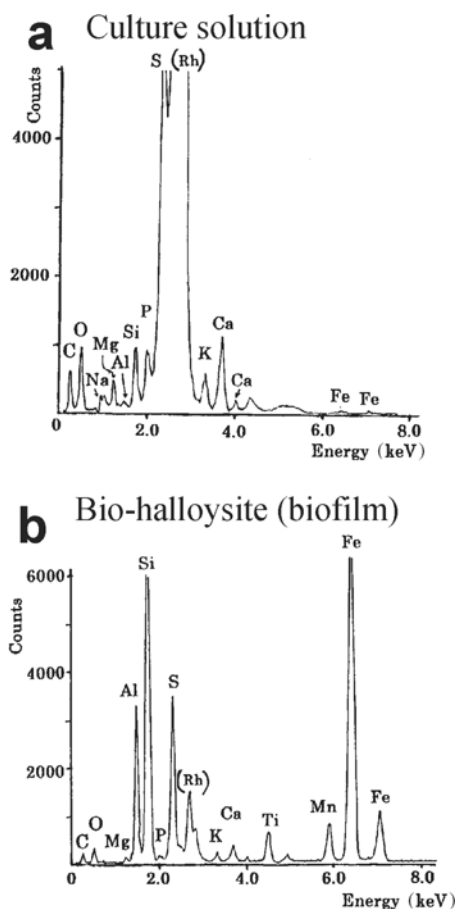 a Culture solution
S (Rh)
Counts
4000
2000
C
O
Na
Mg
Al
Si
P
K
Ca
Ca
Fe
Fe
0
2.0 4.0 6.0 8.0
Energy (keV)
b Bio-halloysite (biofilm)
Counts
6000
4000
2000
C
O
Mg
Al
Si
P
S
(Rh)
K
Ca
Ti
Mn
Fe
Fe
0
2.0 4.0 6.0 8.0
Energy (keV)